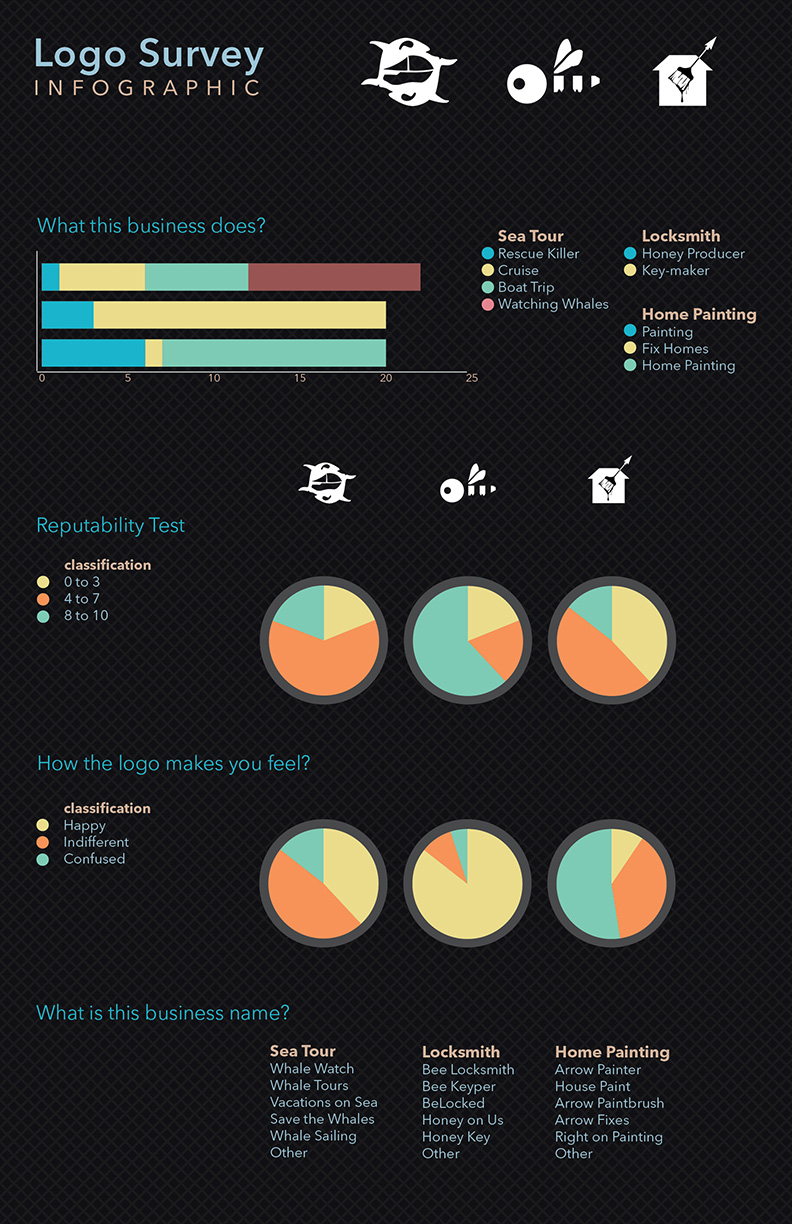 Logo Survey
INFOGRAPHIC
What this business does?
Sea Tour
Rescue Killer
Cruise
Boat Trip
Watching Whales
Locksmith
Honey Producer
Key-maker
Home Painting
Painting
Fix Homes
Home Painting
0 5 10 15 20 25
Reputability Test
classification
0 to 3
4 to 7
8 to 10
How the logo makes you feel?
classification
Happy
Indifferent
Confused
What is this business name?
Sea Tour
Whale Watch
Whale Tours
Vacations on Sea
Save the Whales
Whale Sailing
Other
Locksmith
Bee Locksmith
Bee Keyper
BeLocked
Honey on Us
Honey Key
Other
Home Painting
Arrow Painter
House Paint
Arrow Paintbrush
Arrow Fixes
Right on Painting
Other